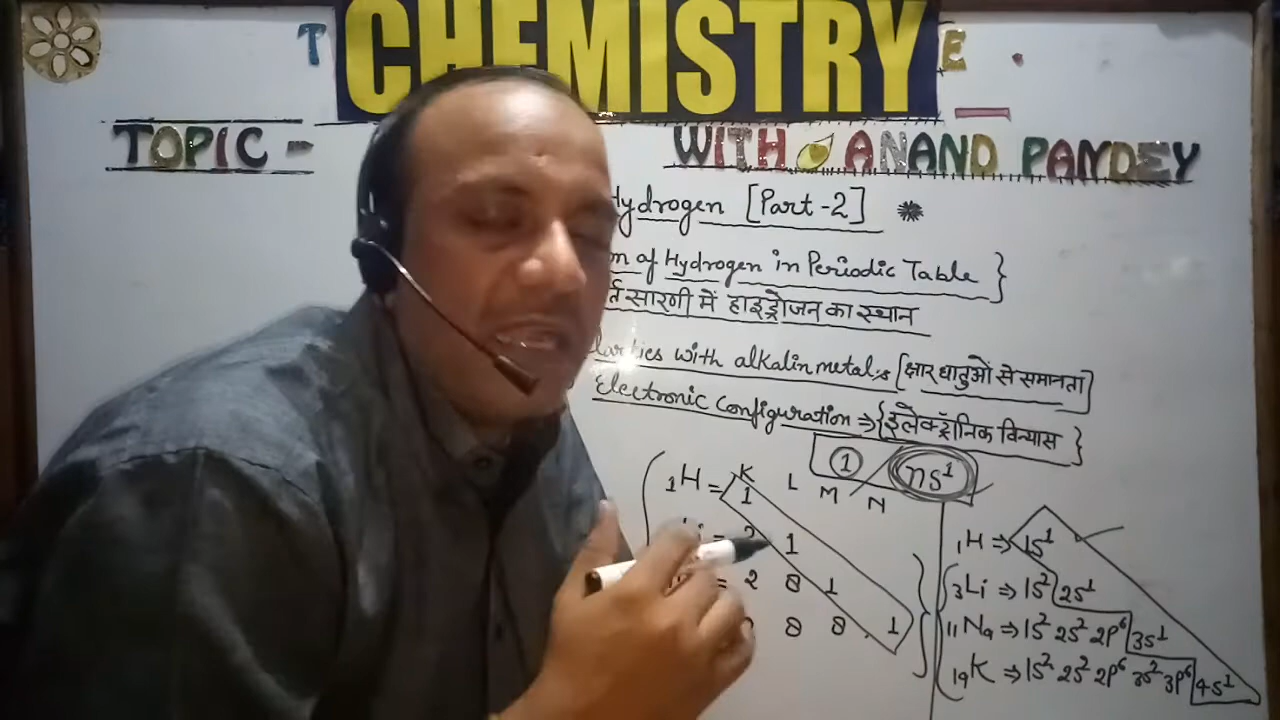 T CHEMISTRY E .
TOPIC - WITH ANAND PANDEY
Hydrogen [Part-2]
of Hydrogen in Periodic Table }
सारणी में हाइड्रोजन का स्थान
with alkalin metals [क्षार धातुओं से समानता]
Electronic Configuration ⇒ {इलेक्ट्रॉनिक विन्यास}
1 ns¹
K L M N
₁H = 1
2 1
= 2 8 1
8 8 1
₁H ⇒ 1s¹
₃Li ⇒ 1s² 2s¹
₁₁Na ⇒ 1s² 2s² 2p⁶ 3s¹
₁₉K ⇒ 1s² 2s² 2p⁶ 3s² 3p⁶ 4s¹